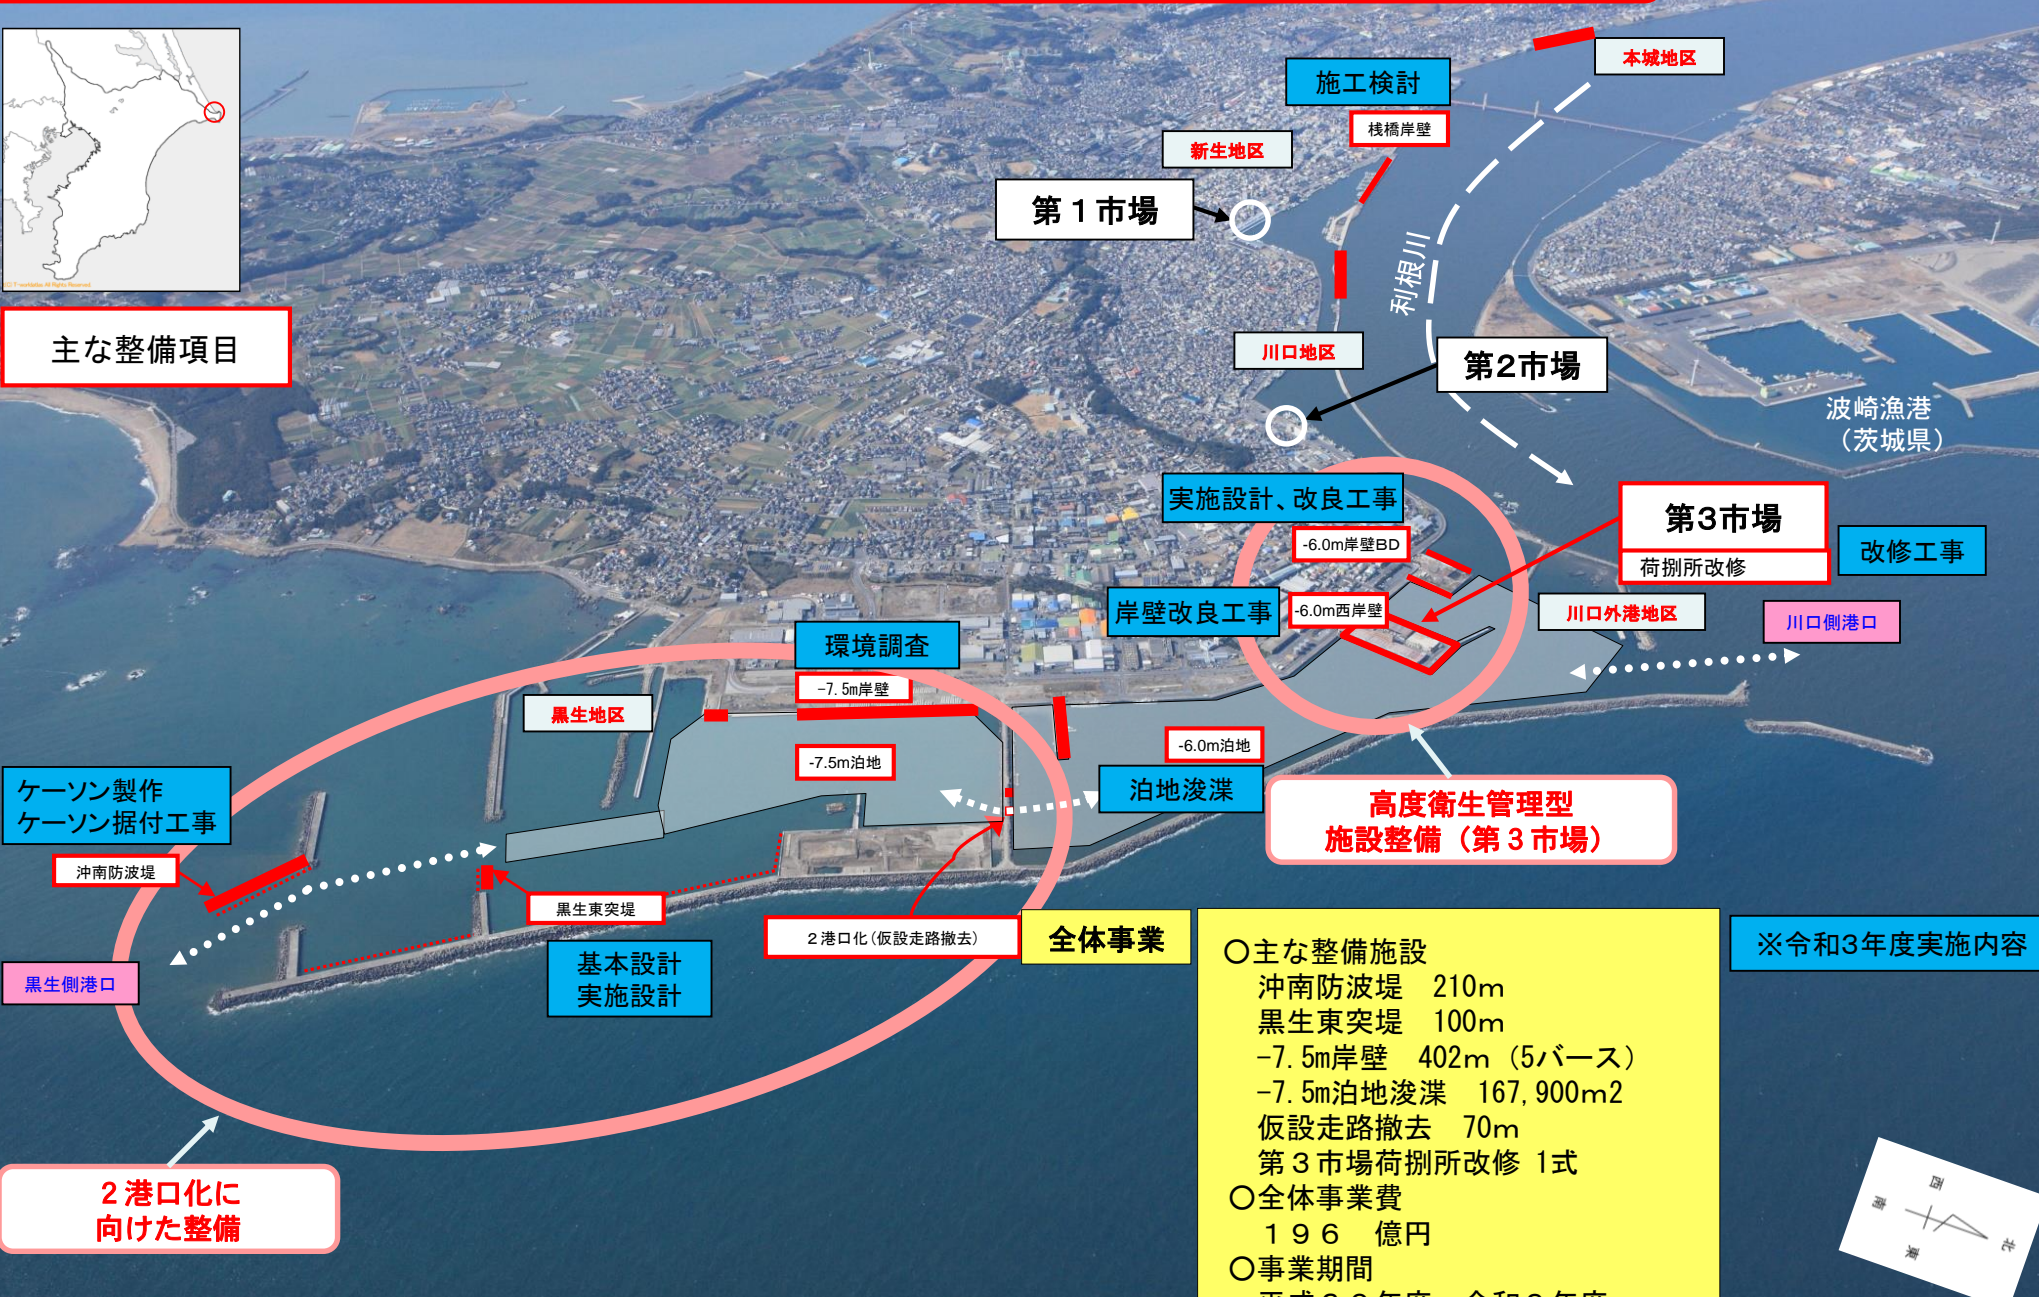 主な整備項目
施工検討
桟橋岸壁
本城地区
新生地区
第1市場
利根川
川口地区
第2市場
波崎漁港
（茨城県）
実施設計、改良工事
-6.0m岸壁BD
第3市場
荷捌所改修
改修工事
岸壁改良工事
-6.0m西岸壁
川口外港地区
川口側港口
環境調査
-7.5m岸壁
黒生地区
-7.5m泊地
-6.0m泊地
泊地浚渫
ケーソン製作
ケーソン据付工事
沖南防波堤
高度衛生管理型
施設整備（第3市場）
黒生東突堤
2港口化(仮設走路撤去)
基本設計
実施設計
黒生側港口
2港口化に
向けた整備
全体事業
〇主な整備施設
沖南防波堤　210m
黒生東突堤　100m
-7.5m岸壁　402m（5バース）
-7.5m泊地浚渫　167,900m2
仮設走路撤去　70m
第3市場荷捌所改修 1式
〇全体事業費
１９６　億円
〇事業期間
※令和3年度実施内容
西
南
北
東